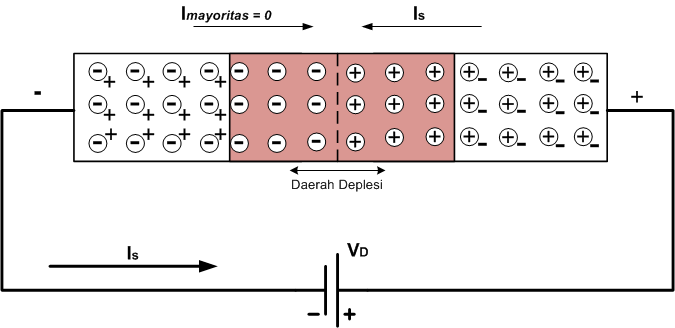 Imayoritas = 0
Is
-
+
Daerah Deplesi
Is
VD
- +